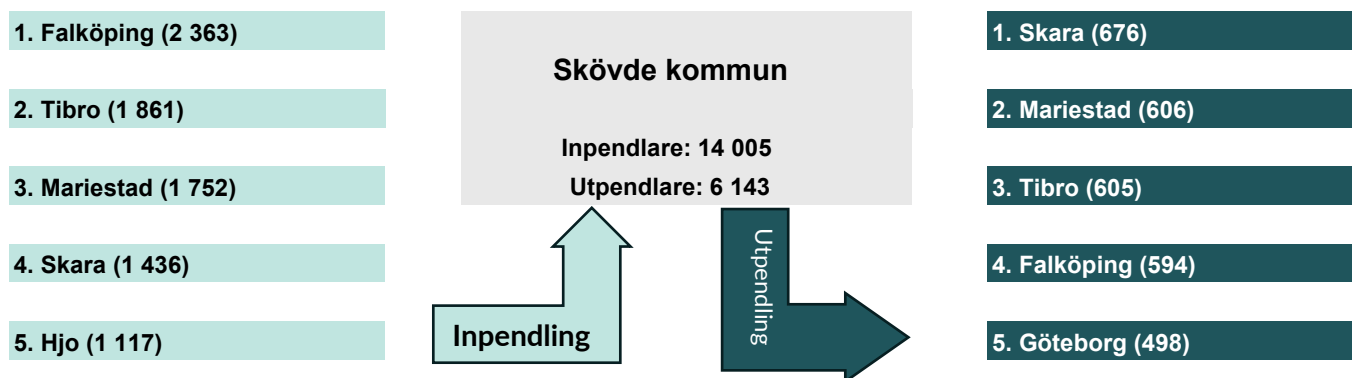 1. Falköping (2 363)
2. Tibro (1 861)
3. Mariestad (1 752)
4. Skara (1 436)
5. Hjo (1 117)
Skövde kommun
Inpendlare: 14 005
Utpendlare: 6 143
Inpendling
Utpendling
1. Skara (676)
2. Mariestad (606)
3. Tibro (605)
4. Falköping (594)
5. Göteborg (498)